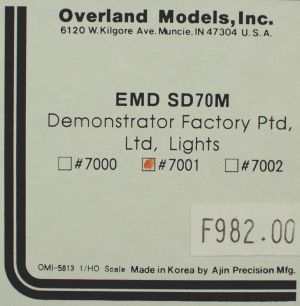 Overland Models, Inc.
6120 W. Kilgore Ave. Muncie, IN 47304 U.S.A.
EMD SD70M
Demonstrator Factory Ptd,
Ltd, Lights
#7000 #7001 #7002
F982.00
OMI-5813 1/HO Scale Made in Korea by Ajin Precision Mfg.